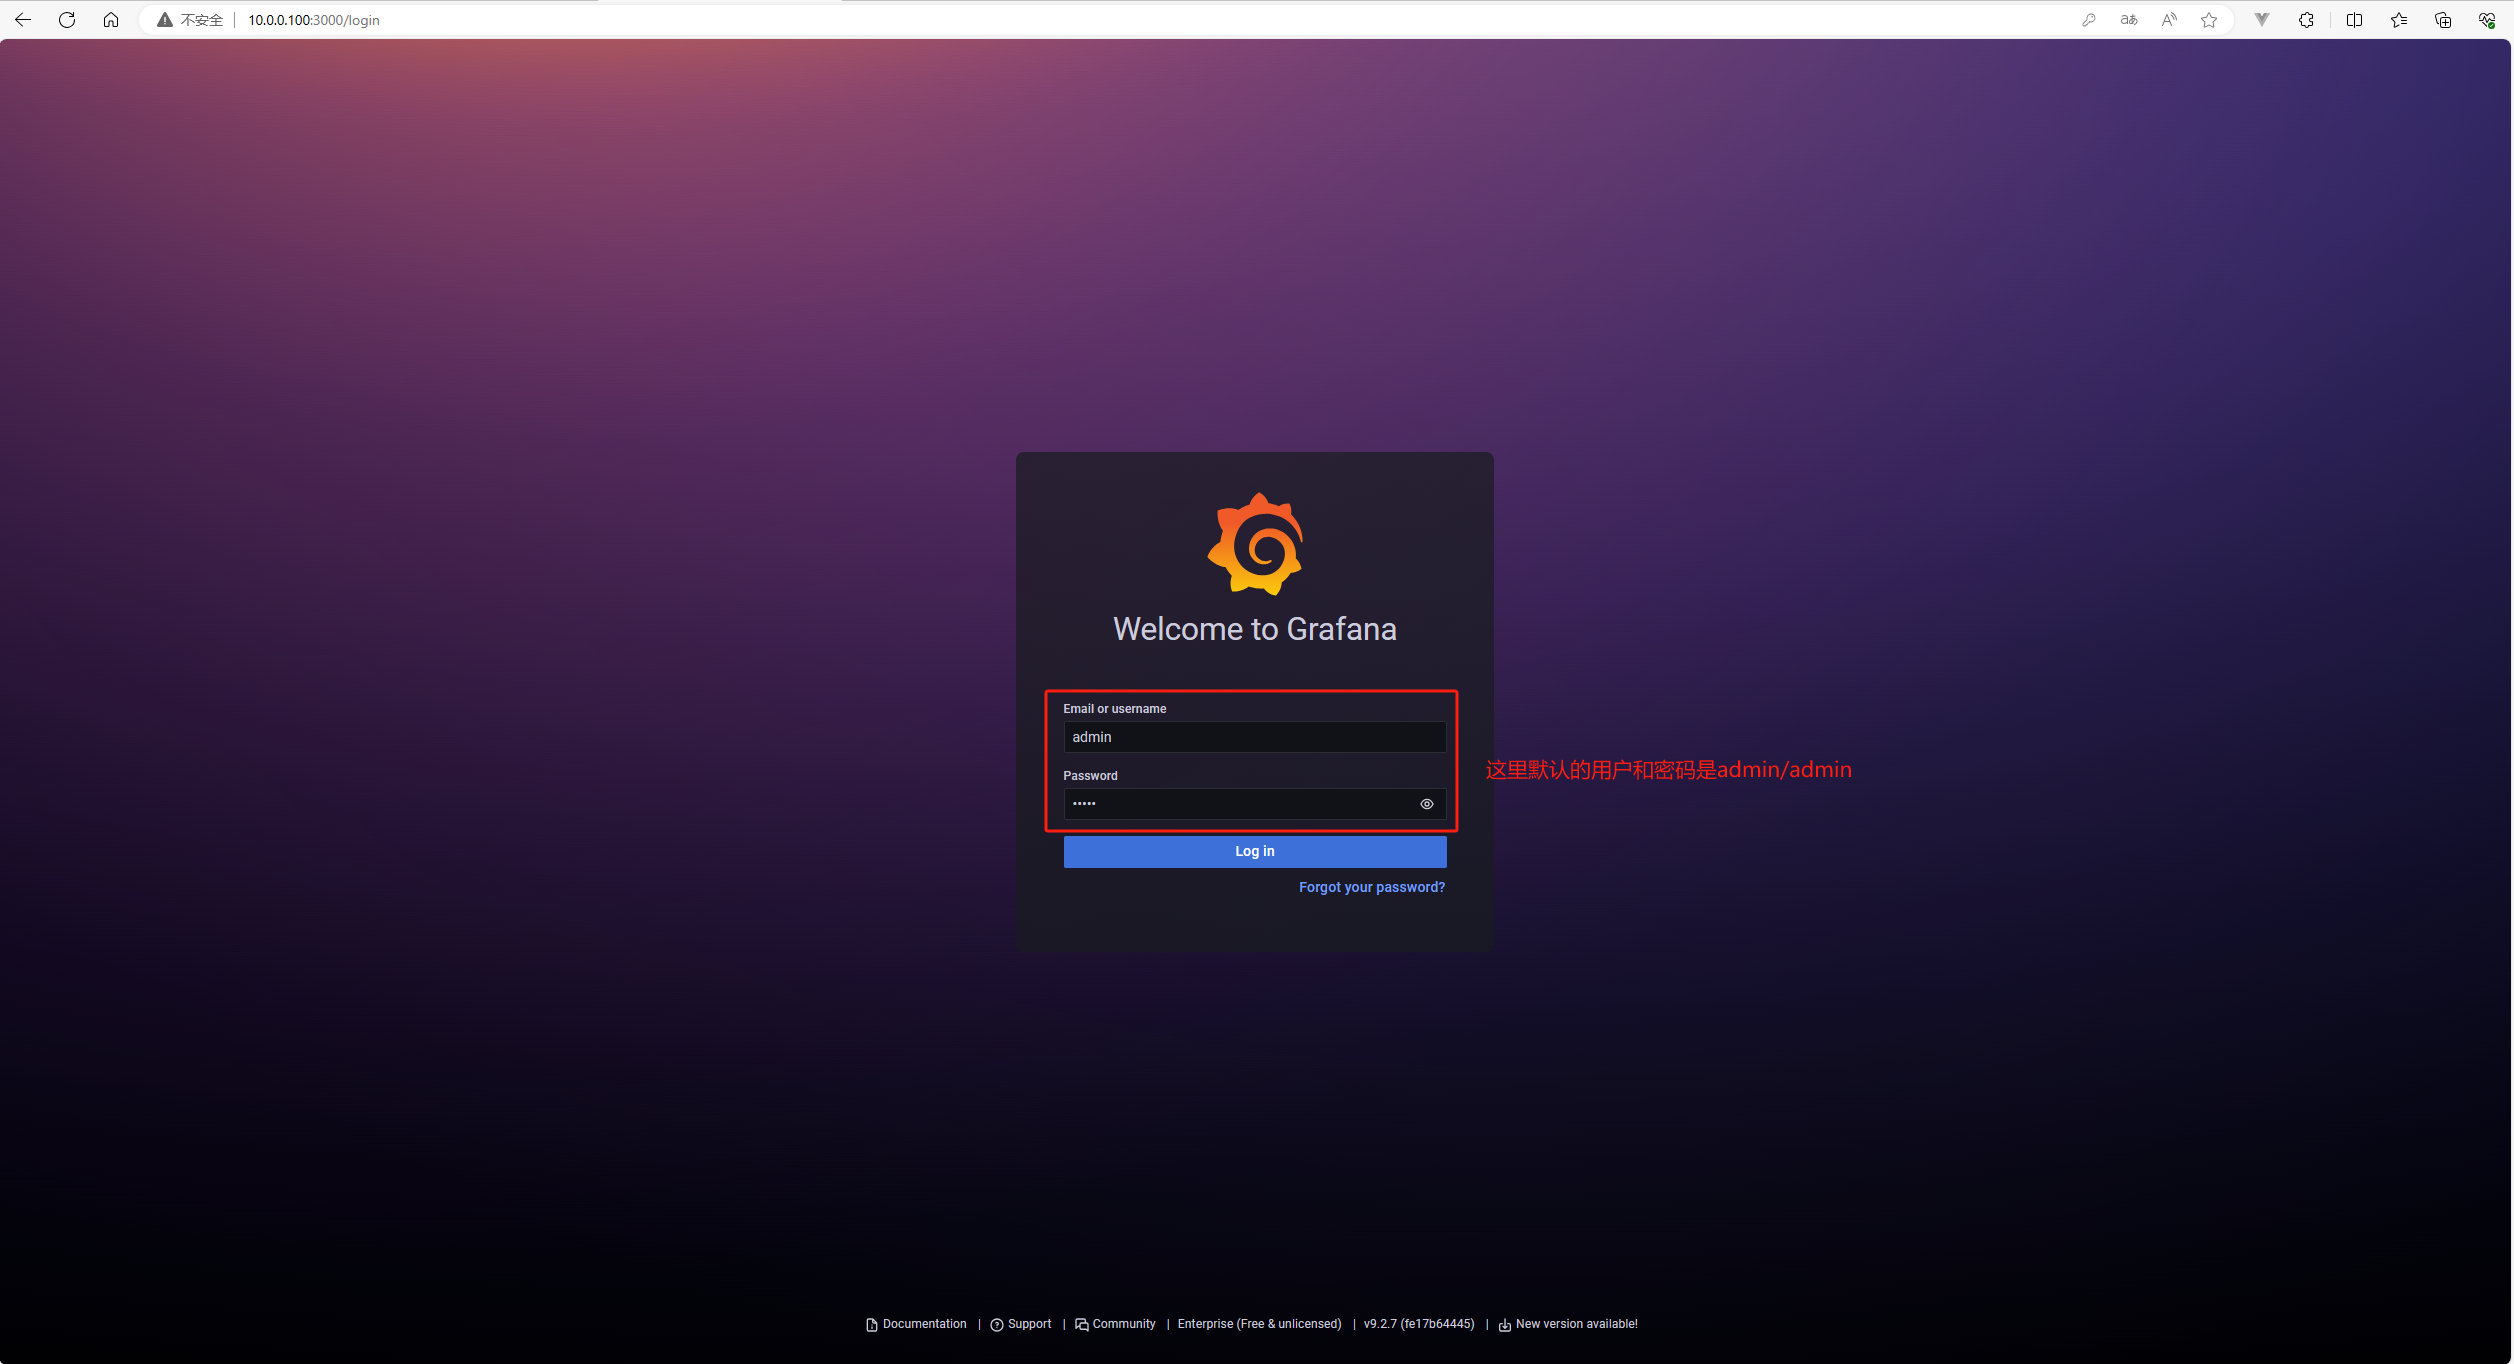 不安全 10.0.0.100:3000/login
Welcome to Grafana
Email or username
admin
Password
•••••
这里默认的用户和密码是admin/admin
Log in
Forgot your password?
Documentation | Support | Community | Enterprise (Free & unlicensed) | v9.2.7 (fe17b64445) | New version available!